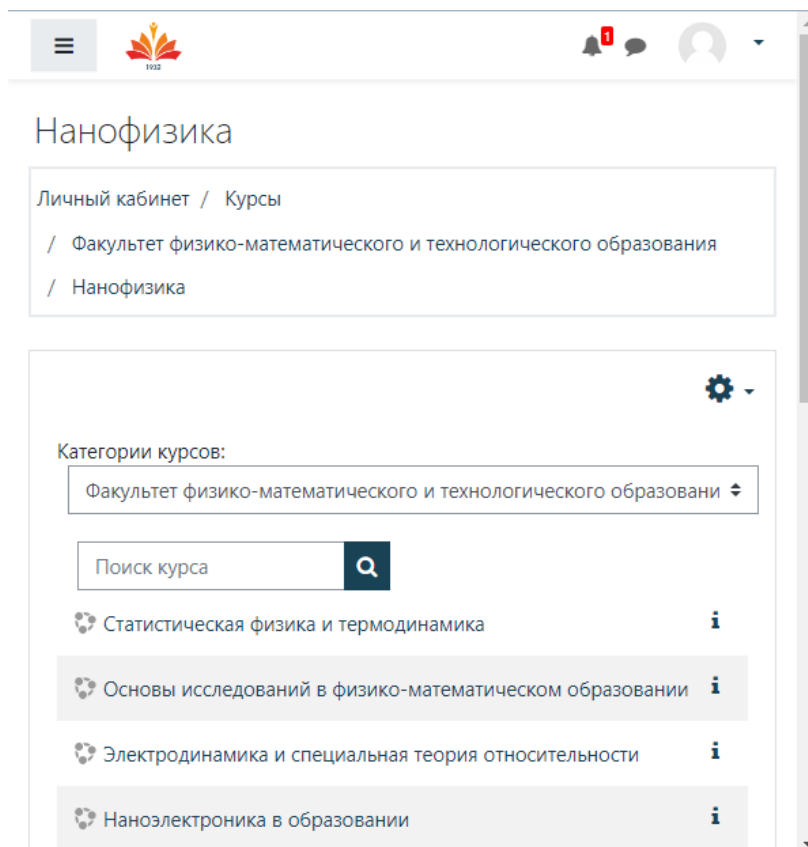 1
1932
Нанофизика
Личный кабинет / Курсы
/ Факультет физико-математического и технологического образования
/ Нанофизика
Категории курсов:
Факультет физико-математического и технологического образовани
Поиск курса
Статистическая физика и термодинамика
Основы исследований в физико-математическом образовании
Электродинамика и специальная теория относительности
Наноэлектроника в образовании